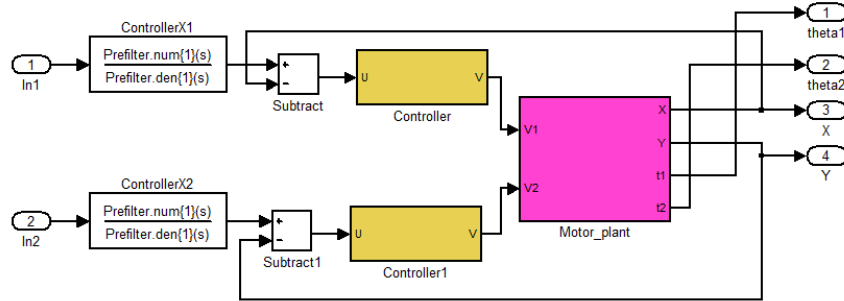 ControllerX1
Prefilter.num{1}(s)
Prefilter.den{1}(s)
1
In1
+
−
Subtract
U
V
Controller
V1
V2
X
Y
t1
t2
Motor_plant
1
theta1
2
theta2
3
X
4
Y
ControllerX2
Prefilter.num{1}(s)
Prefilter.den{1}(s)
2
In2
+
−
Subtract1
U
V
Controller1